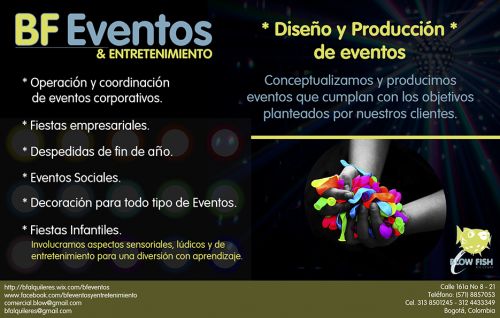 BF Eventos
& ENTRETENIMIENTO
* Operación y coordinación
de eventos corporativos.
* Fiestas empresariales.
* Despedidas de fin de año.
* Eventos Sociales.
* Decoración para todo tipo de Eventos.
* Fiestas Infantiles.
Involucramos aspectos sensoriales, lúdicos y de
entretenimiento para una diversión con aprendizaje.
* Diseño y Producción *
de eventos
Conceptualizamos y producimos
eventos que cumplan con los objetivos
planteados por nuestros clientes.
BLOW FISH
http://bfalquileres.wix.com/bfeventos
www.facebook.com/bfeventosyentretenimiento
comercial.blow@gmail.com
bfalquileres@gmail.com
Calle 161a No 8 - 21
Teléfono: (571) 8857053
Cel. 313 8501245 - 312 4433349
Bogotá, Colombia